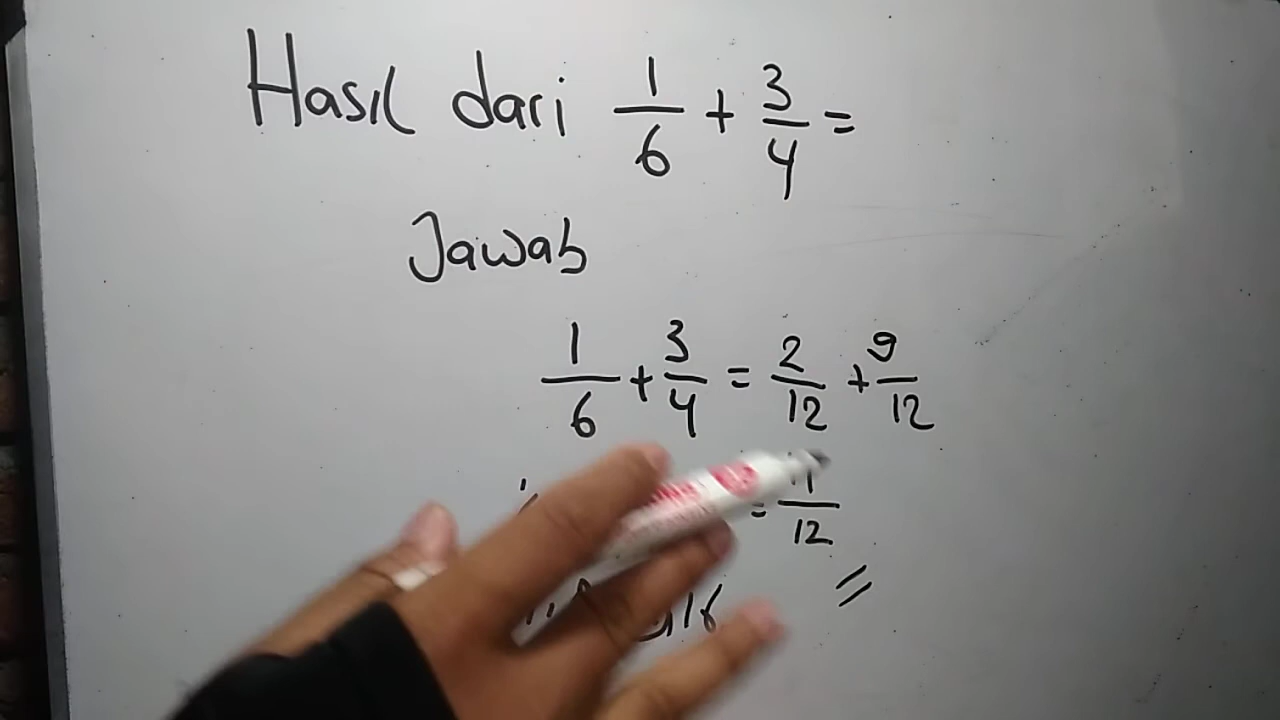 Hasil dari 1/6 + 3/4 =
Jawab
1/6 + 3/4 = 2/12 + 9/12
= 11/12